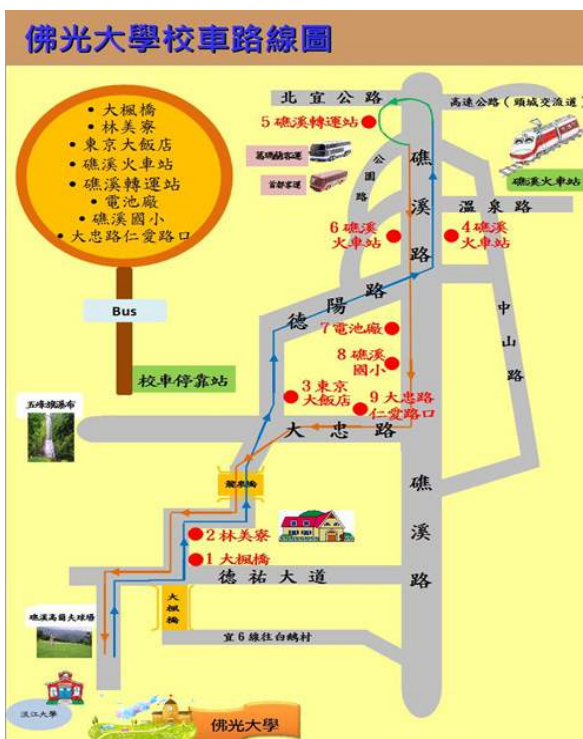 佛光大學校車路線圖
• 大楓橋
• 林美寮
• 東京大飯店
• 礁溪火車站
• 礁溪轉運站
• 電池廠
• 礁溪國小
• 大忠路仁愛路口
Bus
校車停靠站
北宜公路
高速公路（頭城交流道）
5 礁溪轉運站
葛瑪蘭客運
首都客運
公園路
礁溪路
礁溪火車站
溫泉路
6 礁溪
火車站
4 礁溪
火車站
德陽路
中山路
7 電池廠
8 礁溪
國小
3 東京
大飯店
9 大忠路
仁愛路口
五峰旗瀑布
大忠路
礁溪路
2 林美寮
1 大楓橋
德祐大道
大楓橋
礁溪高爾夫球場
宜6線往白鵝村
淡江大學
佛光大學